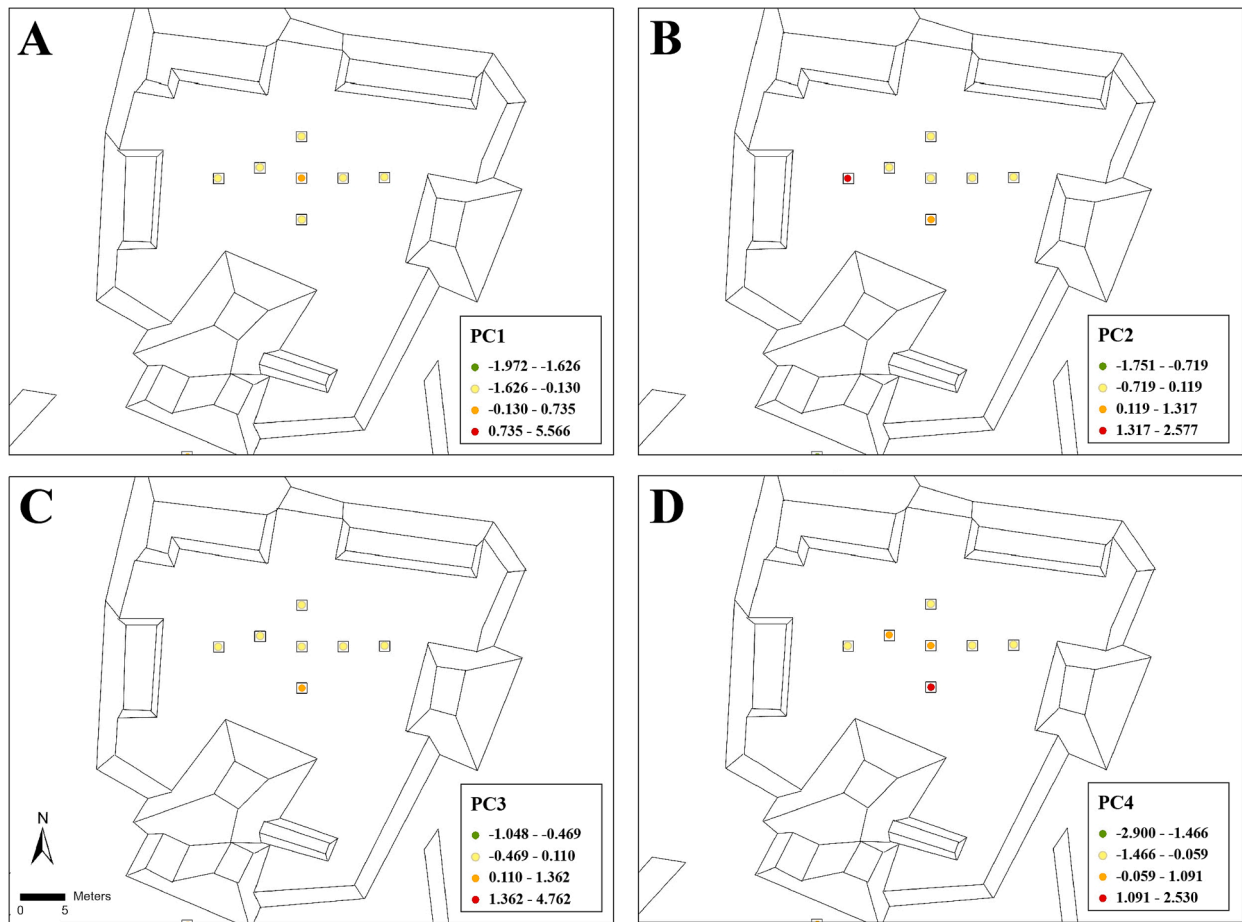 A
PC1
-1.972 - -1.626
-1.626 - -0.130
-0.130 - 0.735
0.735 - 5.566
B
PC2
-1.751 - -0.719
-0.719 - 0.119
0.119 - 1.317
1.317 - 2.577
C
PC3
-1.048 - -0.469
-0.469 - 0.110
0.110 - 1.362
1.362 - 4.762
N
Meters
0 5
D
PC4
-2.900 - -1.466
-1.466 - -0.059
-0.059 - 1.091
1.091 - 2.530